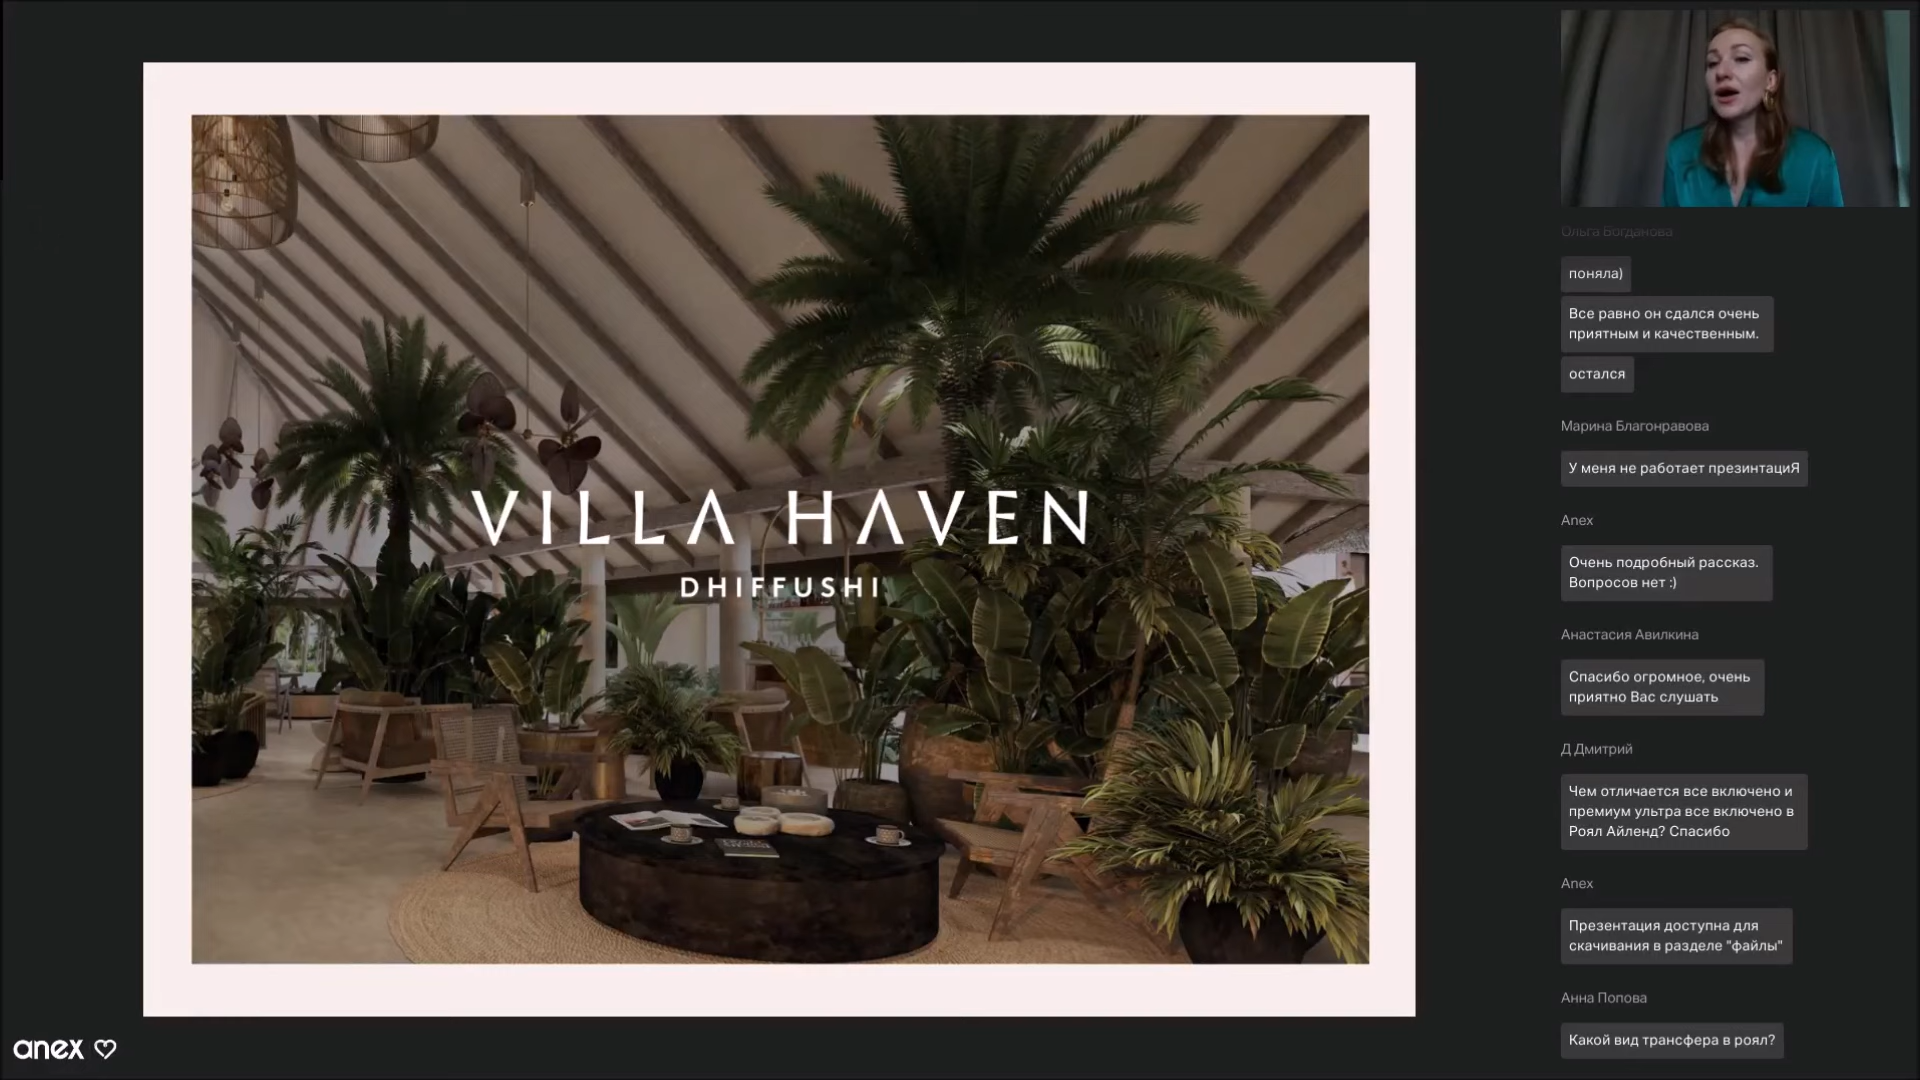 VILLA HAVEN
DHIFFUSHI
anex
Ольга Богданова
поняла)
Все равно он сдался очень
приятным и качественным.
остался
Марина Благонравова
У меня не работает презинтациЯ
Anex
Очень подробный рассказ.
Вопросов нет :)
Анастасия Авилкина
Спасибо огромное, очень
приятно Вас слушать
Д Дмитрий
Чем отличается все включено и
премиум ультра все включено в
Роял Айленд? Спасибо
Anex
Презентация доступна для
скачивания в разделе "файлы"
Анна Попова
Какой вид трансфера в роял?